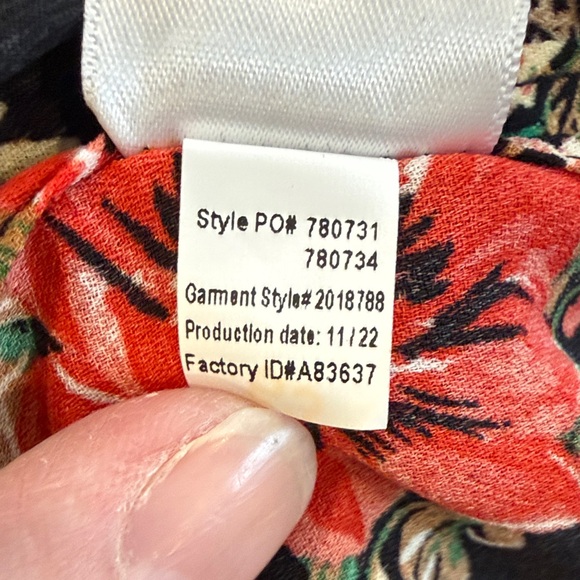 Style PO# 780731
780734
Garment Style# 2018788
Production date: 11/22
Factory ID#A83637